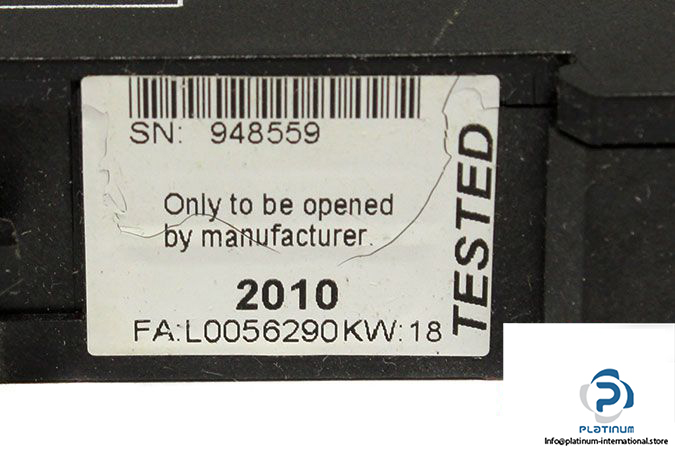 SN: 948559
Only to be opened
by manufacturer.
2010
FA:L0056290KW:18
TESTED
PLATINUM
info@platinum-international.store